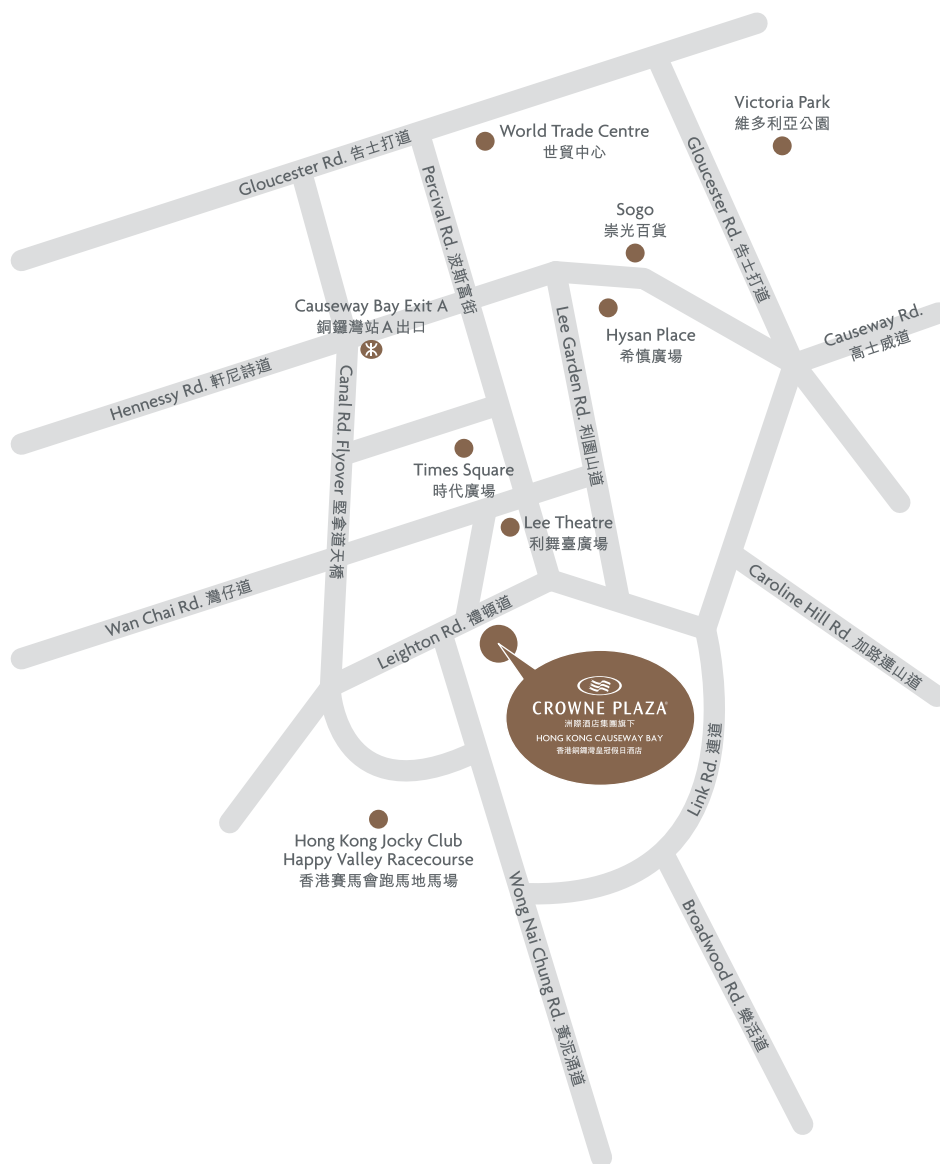 Victoria Park
維多利亞公園
World Trade Centre
世貿中心
Gloucester Rd. 告士打道
Percival Rd. 波斯富街
Gloucester Rd. 告士打道
Sogo
崇光百貨
Causeway Bay Exit A
銅鑼灣站A出口
Hysan Place
希慎廣場
Causeway Rd.
高士威道
Lee Garden Rd. 利園山道
Hennessy Rd. 軒尼詩道
Canal Rd. Flyover 堅拿道天橋
Times Square
時代廣場
Lee Theatre
利舞臺廣場
Wan Chai Rd. 灣仔道
Leighton Rd. 禮頓道
Caroline Hill Rd. 加路連山道
CROWNE PLAZA
洲際酒店集團旗下
HONG KONG CAUSEWAY BAY
香港銅鑼灣皇冠假日酒店
Link Rd. 連道
Hong Kong Jocky Club
Happy Valley Racecourse
香港賽馬會跑馬地馬場
Wong Nai Chung Rd. 黃泥涌道
Broadwood Rd. 樂活道